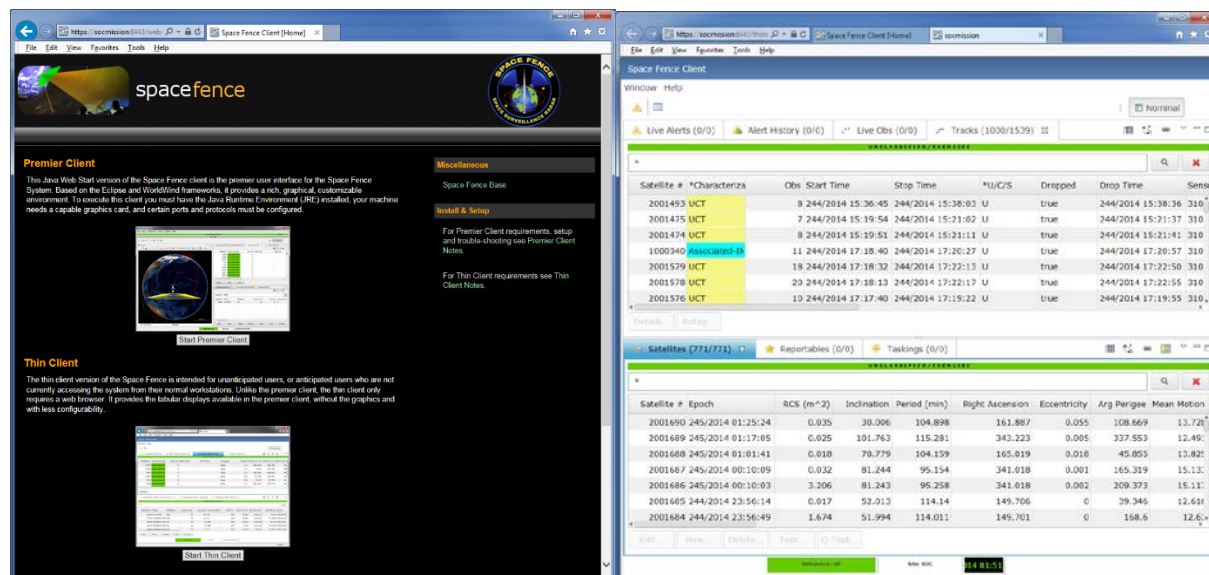 https://socmission:8443/web:
Space Fence Client [Home]
File Edit View Favorites Tools Help
spacefence
SPACE FENCE
SPACE SURVEILLANCE RADAR
Premier Client
This Java Web Start version of the Space Fence client is the premier user interface for the Space Fence
System. Based on the Eclipse and WorldWind frameworks, it provides a rich, graphical, customizable
environment. To execute this client you must have the Java Runtime Environment (JRE) installed, your machine
needs a capable graphics card, and certain ports and protocols must be configured.
Start Premier Client
Thin Client
The thin client version of the Space Fence is intended for unanticipated users, or anticipated users who are not
currently accessing the system from their normal workstations. Unlike the premier client, the thin client only
requires a web browser. It provides the tabular displays available in the premier client, without the graphics and
with less configurability.
Start Thin Client
Miscellaneous
Space Fence Base
Install & Setup
For Premier Client requirements, setup
and trouble-shooting see Premier Client
Notes.
For Thin Client requirements see Thin
Client Notes.
https://socmission:8443/thin
Space Fence Client [Home]
socmission
File Edit View Favorites Tools Help
Space Fence Client
Window Help
Nominal
Live Alerts (0/0) Alert History (0/0) Live Obs (0/0) Tracks (1000/1539)
UNCLASSIFIED//EXERCISE
*
Satellite # *Characteriza Obs Start Time Stop Time *U/C/S Dropped Drop Time Sens
2001493 UCT 8 244/2014 15:36:45 244/2014 15:38:03 U true 244/2014 15:38:36 310
2001475 UCT 7 244/2014 15:19:54 244/2014 15:21:02 U true 244/2014 15:21:37 310
2001474 UCT 8 244/2014 15:19:51 244/2014 15:21:11 U true 244/2014 15:21:41 310
1000340 Associated-IN 11 244/2014 17:18:40 244/2014 17:20:27 U true 244/2014 17:20:57 310
2001579 UCT 18 244/2014 17:18:32 244/2014 17:22:13 U true 244/2014 17:22:50 310
2001578 UCT 20 244/2014 17:18:13 244/2014 17:22:17 U true 244/2014 17:22:55 310
2001576 UCT 10 244/2014 17:17:40 244/2014 17:19:22 U true 244/2014 17:19:55 310
Details... Retag...
Satellites (771/771) Reportables (0/0) Taskings (0/0)
UNCLASSIFIED//EXERCISE
*
Satellite # Epoch RCS (m^2) Inclination Period (min) Right Ascension Eccentricity Arg Perigee Mean Motion
2001690 245/2014 01:25:24 0.035 30.006 104.898 161.887 0.055 108.669 13.728
2001689 245/2014 01:17:05 0.025 101.763 115.281 343.223 0.005 337.553 12.49
2001688 245/2014 01:01:41 0.018 70.779 104.159 165.019 0.018 45.855 13.825
2001687 245/2014 00:10:09 0.032 81.244 95.154 341.018 0.001 165.319 15.13
2001686 245/2014 00:10:03 3.206 81.243 95.258 341.018 0.002 209.373 15.11
2001685 244/2014 23:56:14 0.017 52.013 114.14 149.706 0 39.346 12.616
2001684 244/2014 23:56:49 1.674 51.994 114.011 149.701 0 168.6 12.6
Edit... New... Delete... Task... Q-Task...
014 01:51